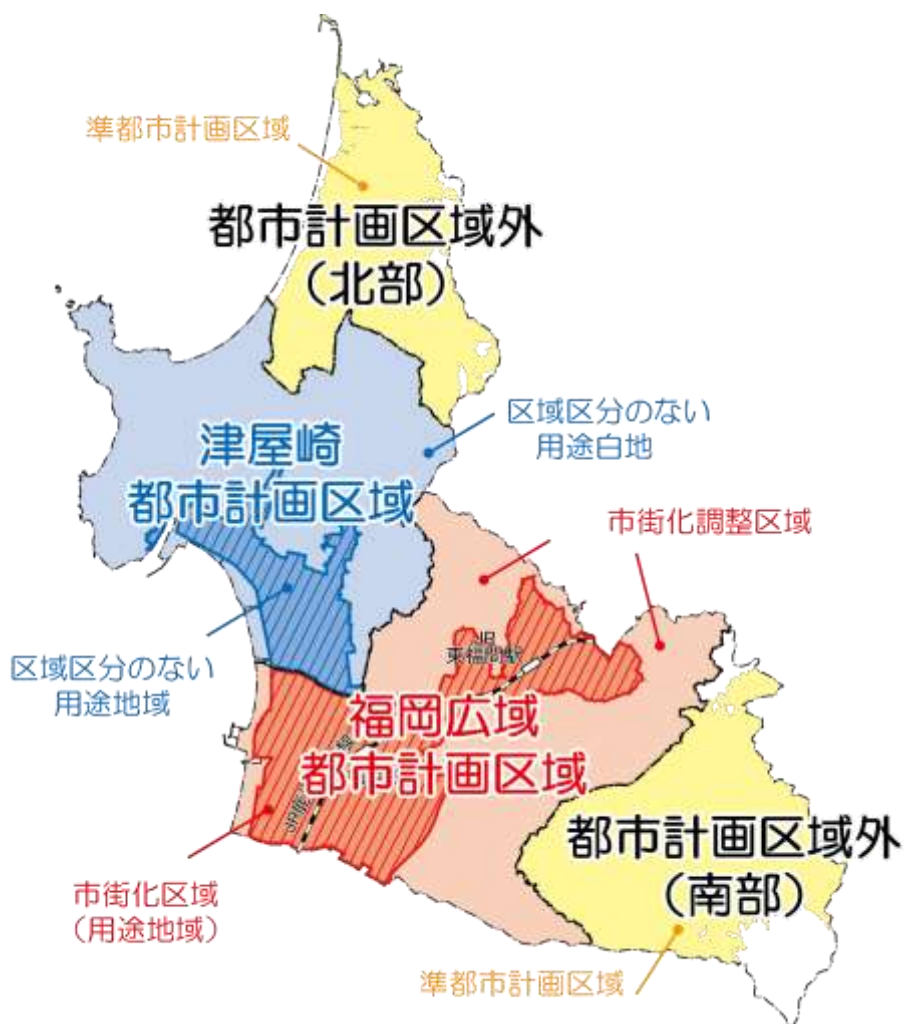 準都市計画区域
都市計画区域外
（北部）
区域区分のない
用途白地
津屋崎
都市計画区域
市街化調整区域
JR
東福間駅
区域区分のない
用途地域
福岡広域
都市計画区域
都市計画区域外
（南部）
市街化区域
（用途地域）
準都市計画区域